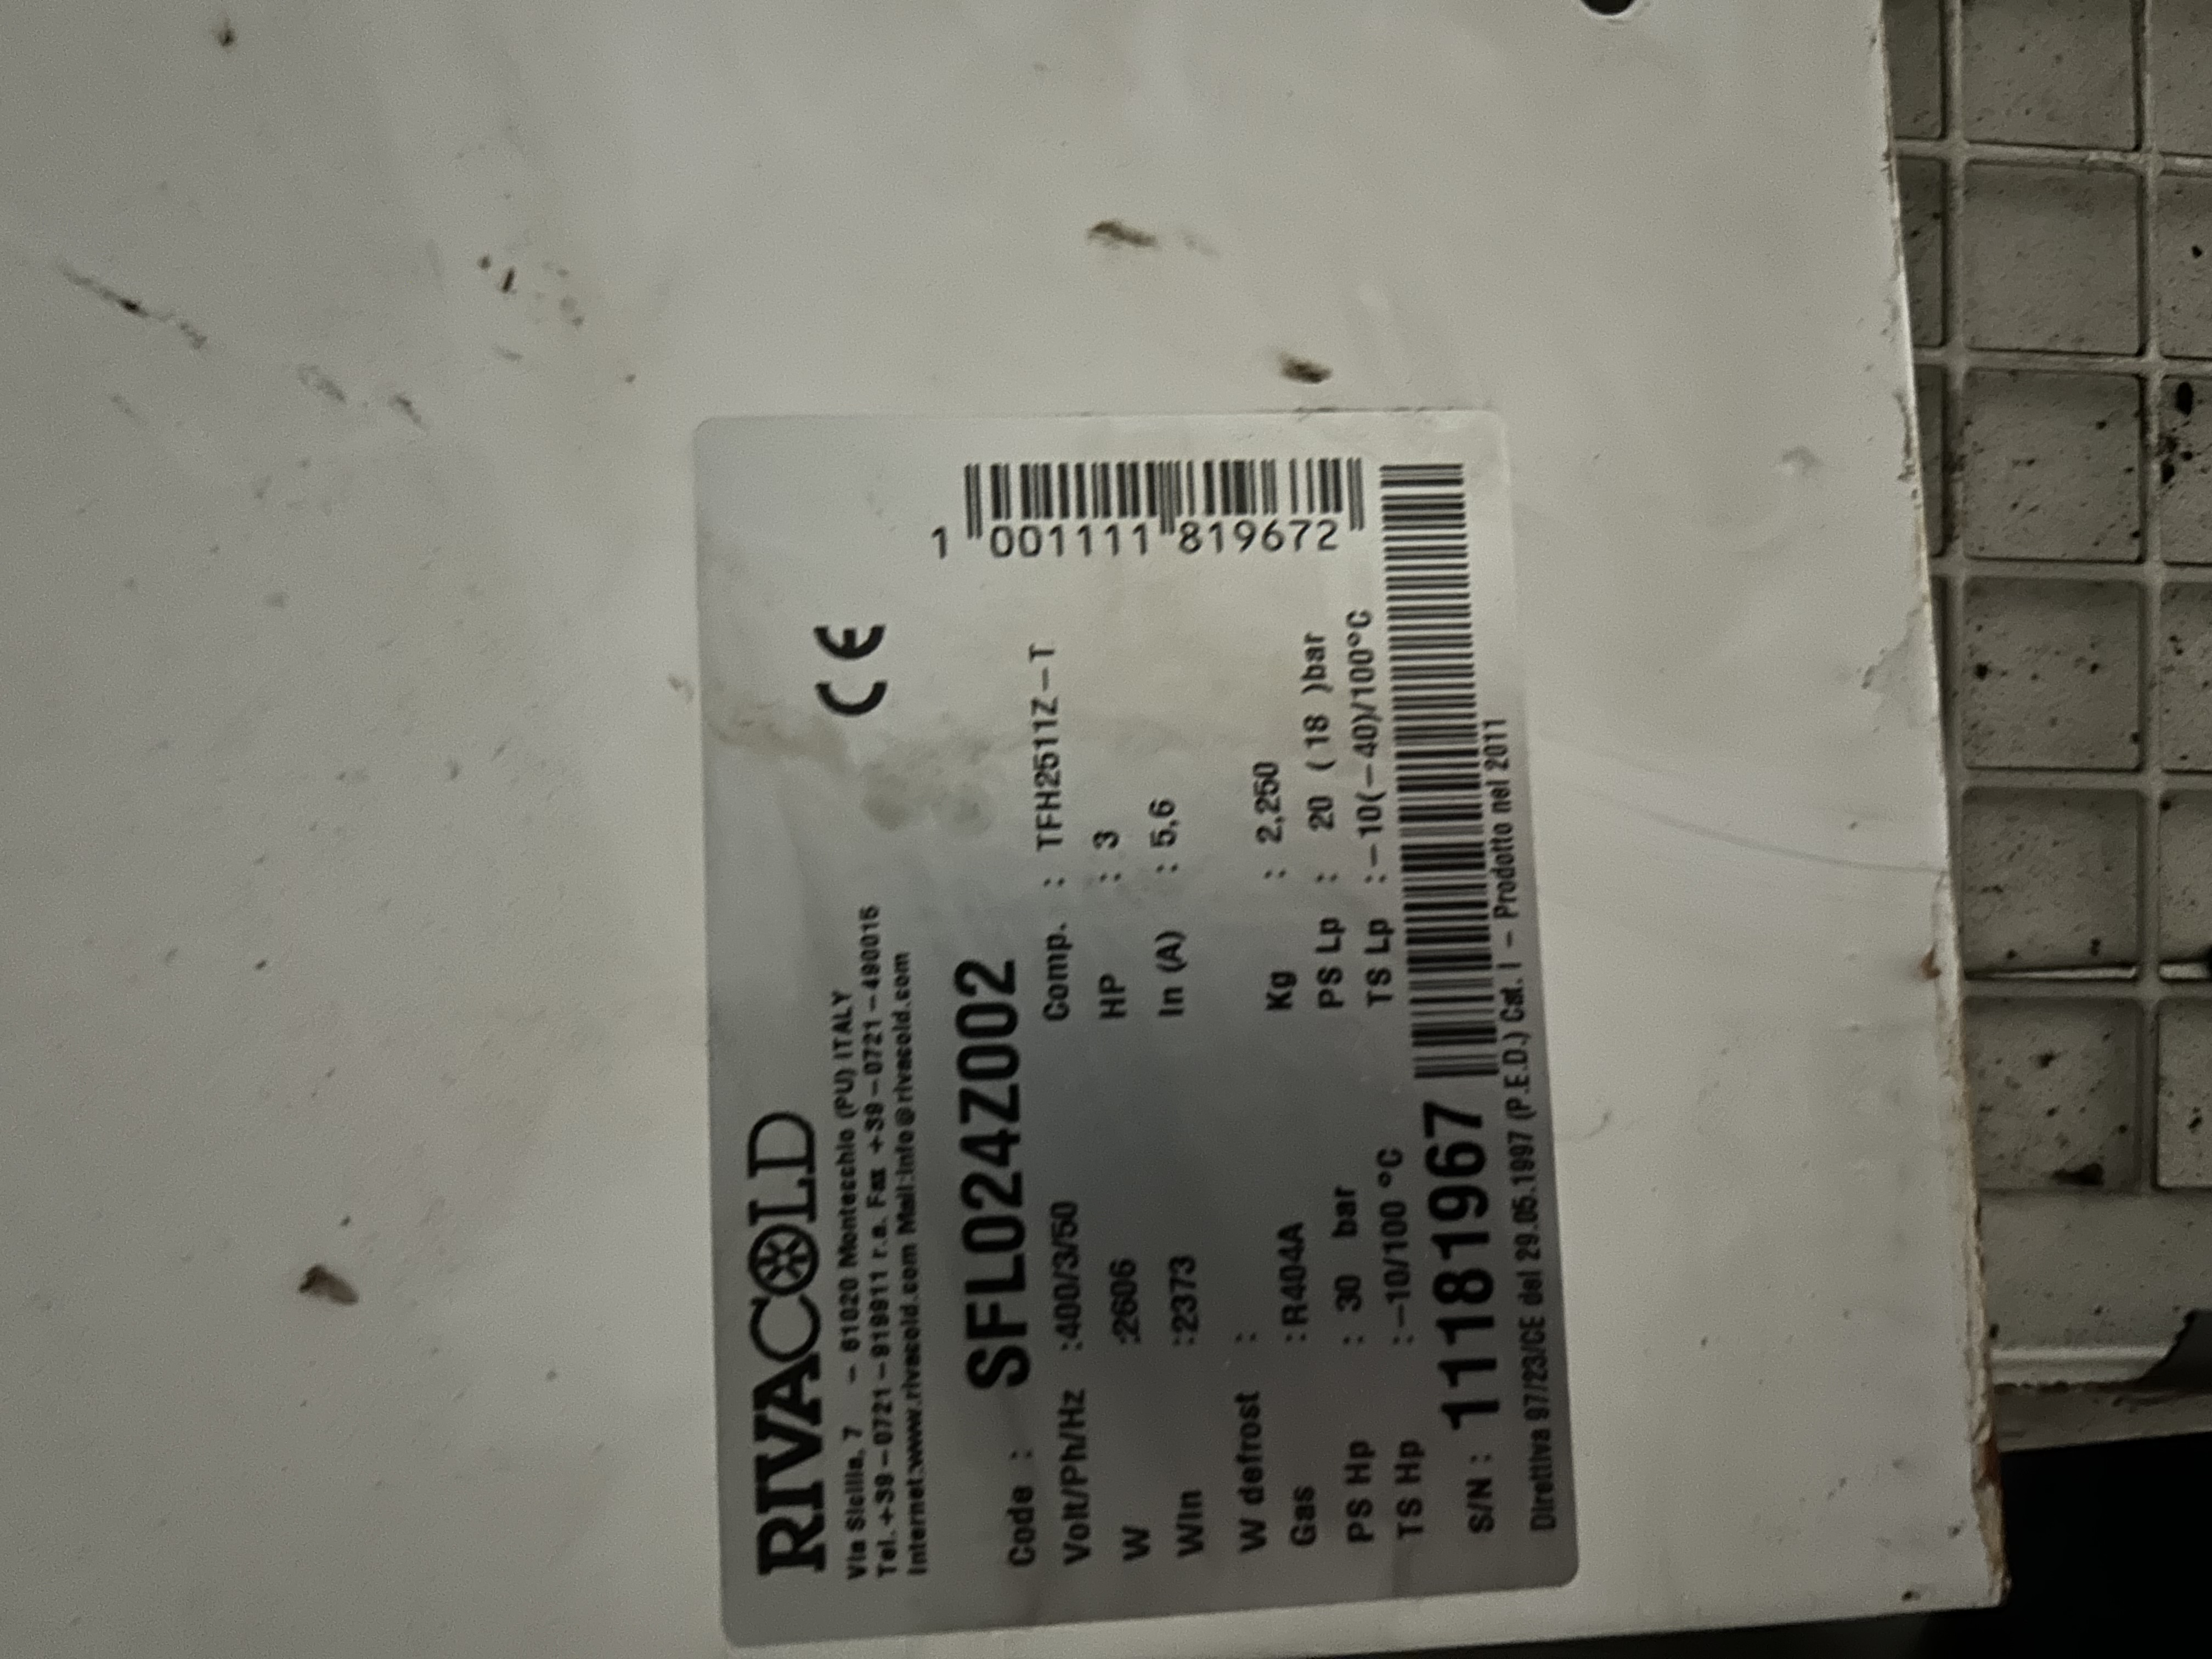 RIVACOLD
CE
Via Sicilia, 7 - 61020 Montecchio (PU) ITALY
Tel. +39-0721-919911 r.a. Fax +39-0721-490015
Internet:www.rivacold.com Mail:info@rivacold.com
Code : SFL024Z002
Volt/Ph/Hz :400/3/50 Comp. : TFH2511Z-T
W :2606 HP : 3
Win :2373 In (A) : 5,6
W defrost :
Gas :R404A Kg : 2,250
PS Hp : 30 bar PS Lp : 20 ( 18 )bar
TS Hp :-10/100 °C TS Lp :-10(-40)/100°C
S/N : 11181967
Direttiva 97/23/CE del 29.05.1997 (P.E.D.) Cat. I - Prodotto nel 2011
1 001111 819672